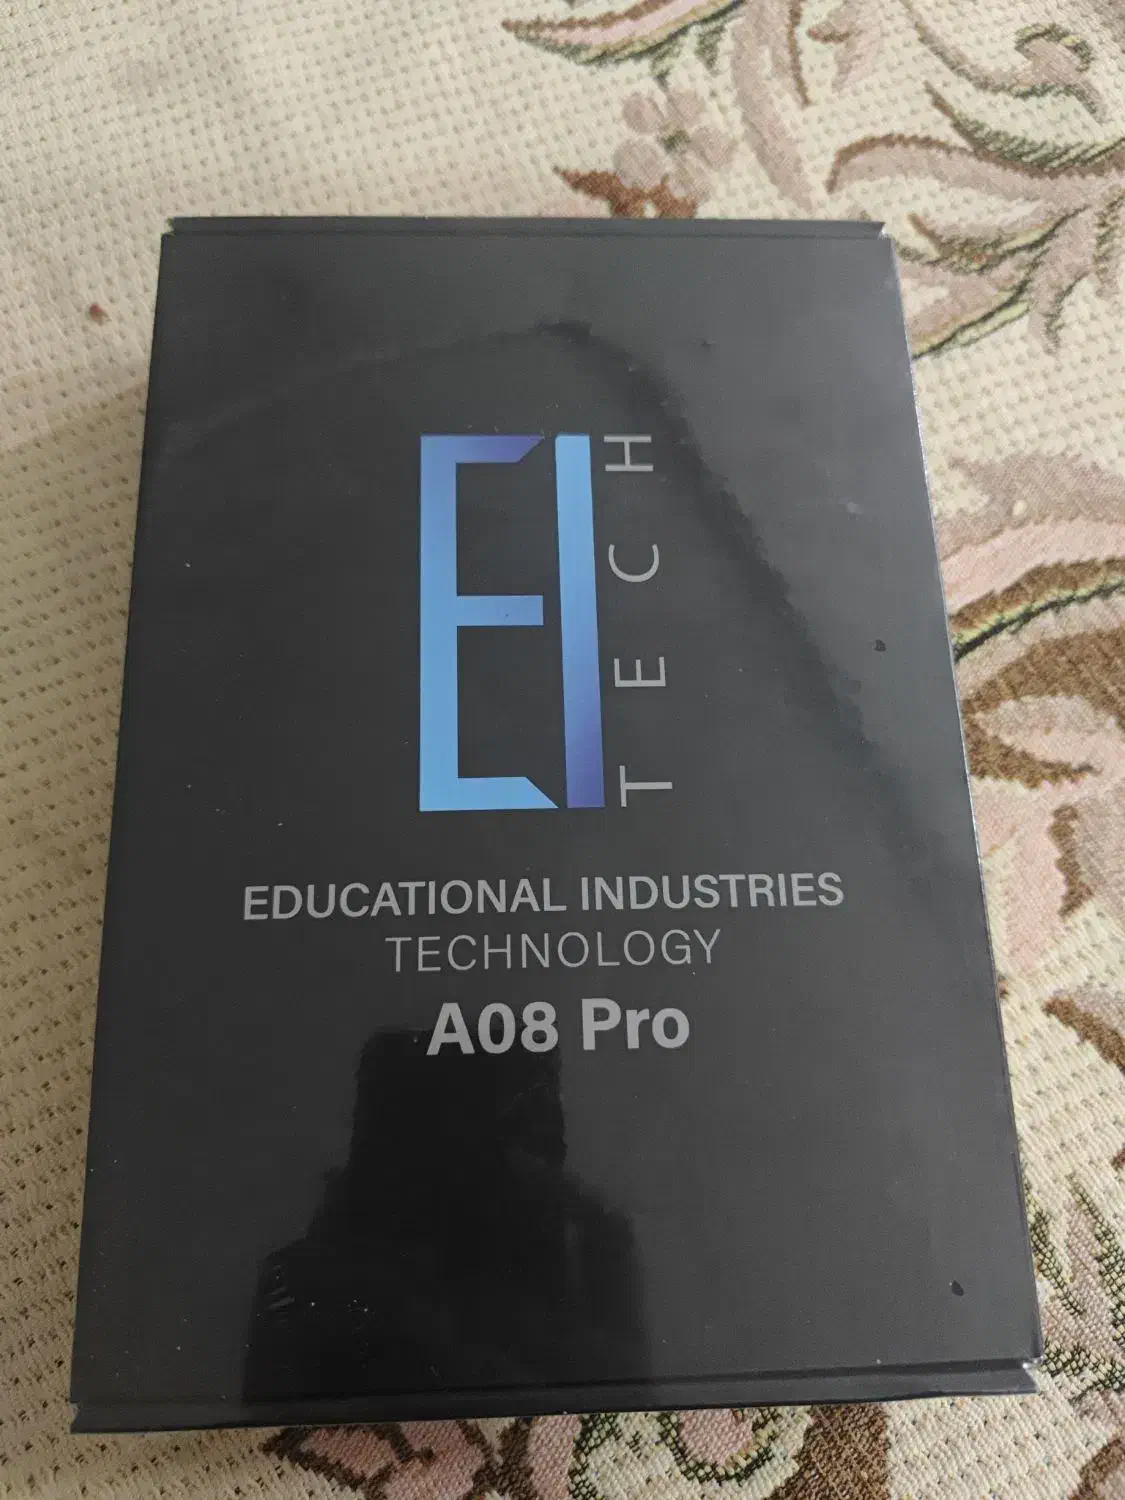 EI
TECH
EDUCATIONAL INDUSTRIES
TECHNOLOGY
A08 Pro